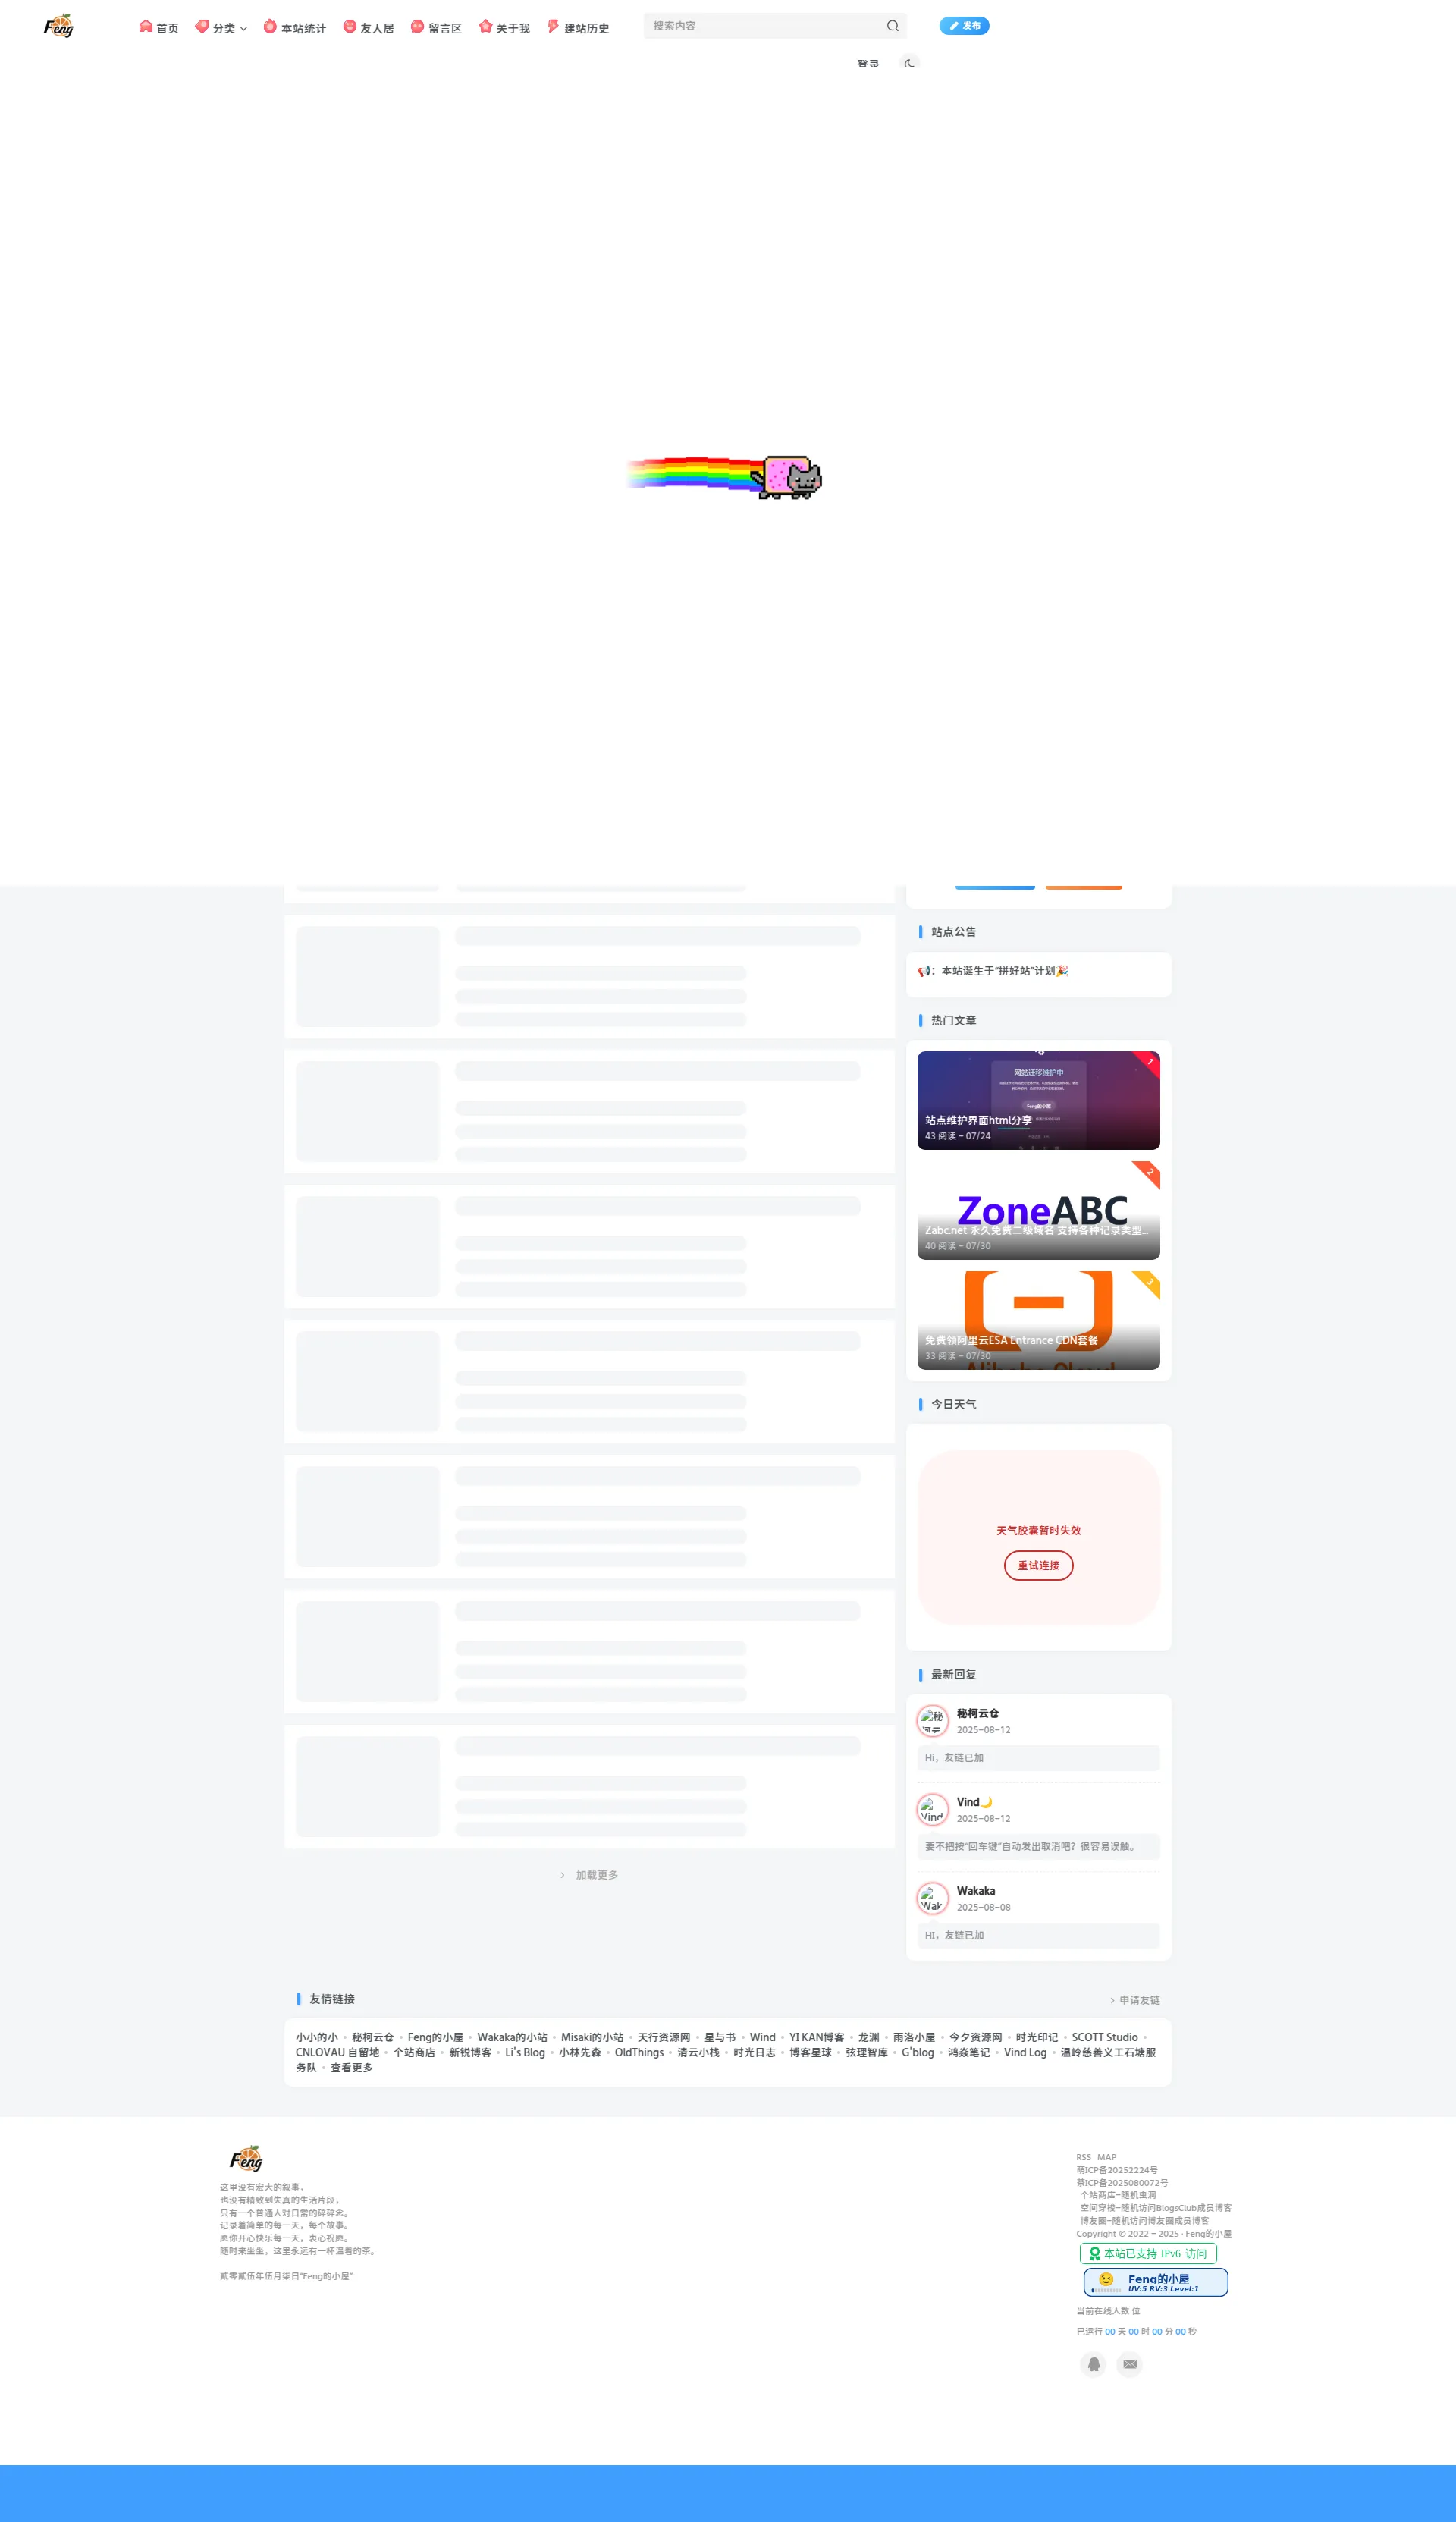 Feng
首页
分类
本站统计
友人居
留言区
关于我
建站历史
搜索内容
发布
登录
站点公告
📢：本站诞生于“拼好站”计划🎉
热门文章
网站迁移维护中
Feng的小屋
1
站点维护界面html分享
43 阅读 - 07/24
ZoneABC
2
Zabc.net 永久免费二级域名 支持各种记录类型...
40 阅读 - 07/30
3
免费领阿里云ESA Entrance CDN套餐
33 阅读 - 07/30
Alibaba Cloud
今日天气
天气胶囊暂时失效
重试连接
最新回复
秘柯云仓
2025-08-12
Hi，友链已加
Vind🌙
2025-08-12
要不把按“回车键”自动发出取消吧？很容易误触。
Wakaka
2025-08-08
HI，友链已加
加载更多
友情链接
申请友链
小小的小 • 秘柯云仓 • Feng的小屋 • Wakaka的小站 • Misaki的小站 • 天行资源网 • 星与书 • Wind • YI KAN博客 • 龙渊 • 雨洛小屋 • 今夕资源网 • 时光印记 • SCOTT Studio •
CNLOVAU 自留地 • 个站商店 • 新锐博客 • Li's Blog • 小林先森 • OldThings • 清云小栈 • 时光日志 • 博客星球 • 弦理智库 • G'blog • 鸿焱笔记 • Vind Log • 温岭慈善义工石塘服
务队 • 查看更多
Feng
这里没有宏大的叙事，
也没有精致到失真的生活片段，
只有一个普通人对日常的碎碎念。
记录着简单的每一天，每个故事。
愿你开心快乐每一天，衷心祝愿。
随时来坐坐，这里永远有一杯温着的茶。
贰零贰伍年伍月柒日“Feng的小屋”
RSS MAP
萌ICP备20252224号
茶ICP备2025080072号
个站商店-随机虫洞
空间穿梭-随机访问BlogsClub成员博客
博友圈-随机访问博友圈成员博客
Copyright © 2022 - 2025 · Feng的小屋
本站已支持 IPv6 访问
Feng的小屋
UV:5 RV:3 Level:1
当前在线人数 位
已运行 00 天 00 时 00 分 00 秒